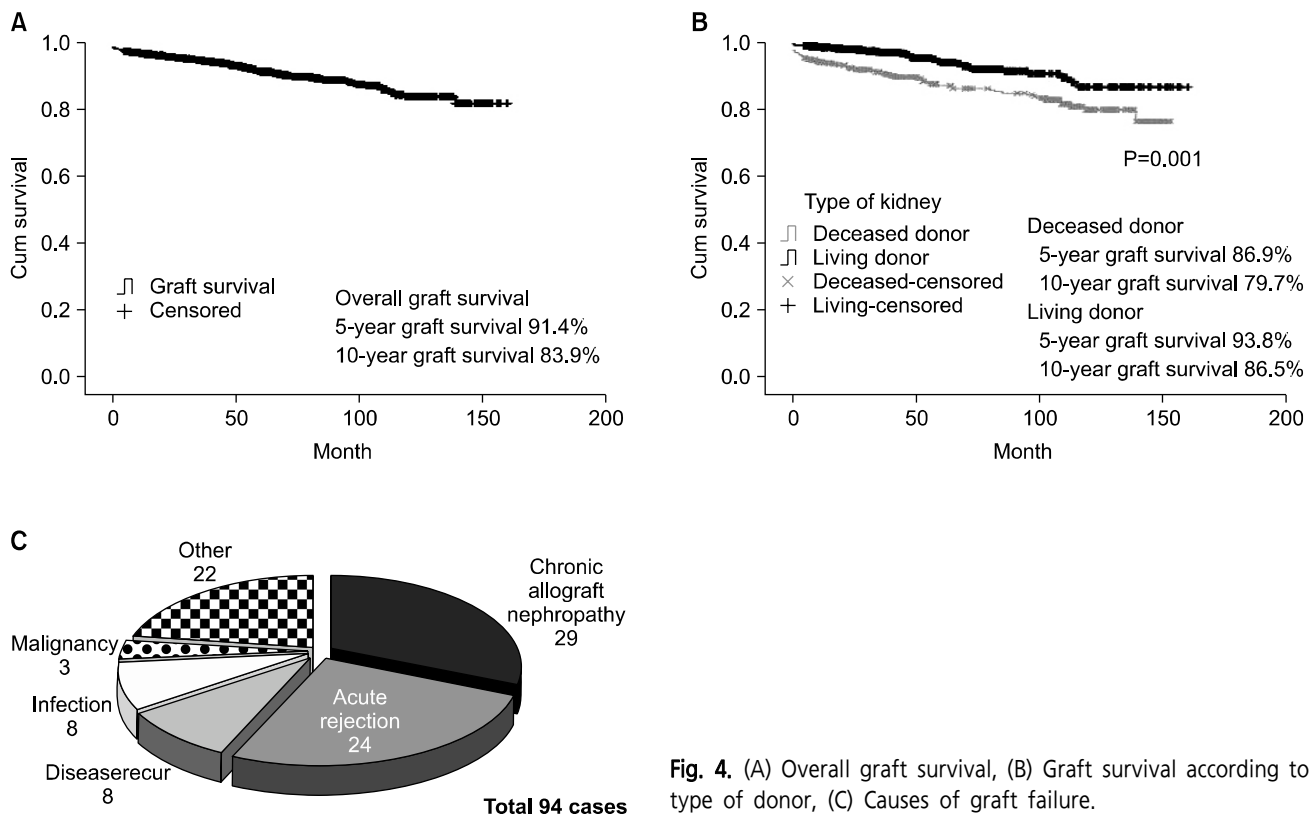 A
1.0
0.8
0.6
0.4
0.2
0.0
Cum survival
Graft survival
Censored
Overall graft survival
5-year graft survival 91.4%
10-year graft survival 83.9%
0 50 100 150 200
Month
B
1.0
0.8
0.6
0.4
0.2
0.0
Cum survival
P=0.001
Type of kidney
Deceased donor
Living donor
Deceased-censored
Living-censored
Deceased donor
5-year graft survival 86.9%
10-year graft survival 79.7%
Living donor
5-year graft survival 93.8%
10-year graft survival 86.5%
0 50 100 150 200
Month
C
Other
22
Chronic
allograft
nephropathy
29
Malignancy
3
Infection
8
Acute
rejection
24
Diseaserecur
8
Total 94 cases
Fig. 4. (A) Overall graft survival, (B) Graft survival according to
type of donor, (C) Causes of graft failure.